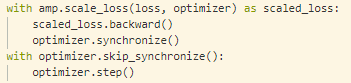 with amp.scale_loss(loss, optimizer) as scaled_loss:
    scaled_loss.backward()
    optimizer.synchronize()
with optimizer.skip_synchronize():
    optimizer.step()